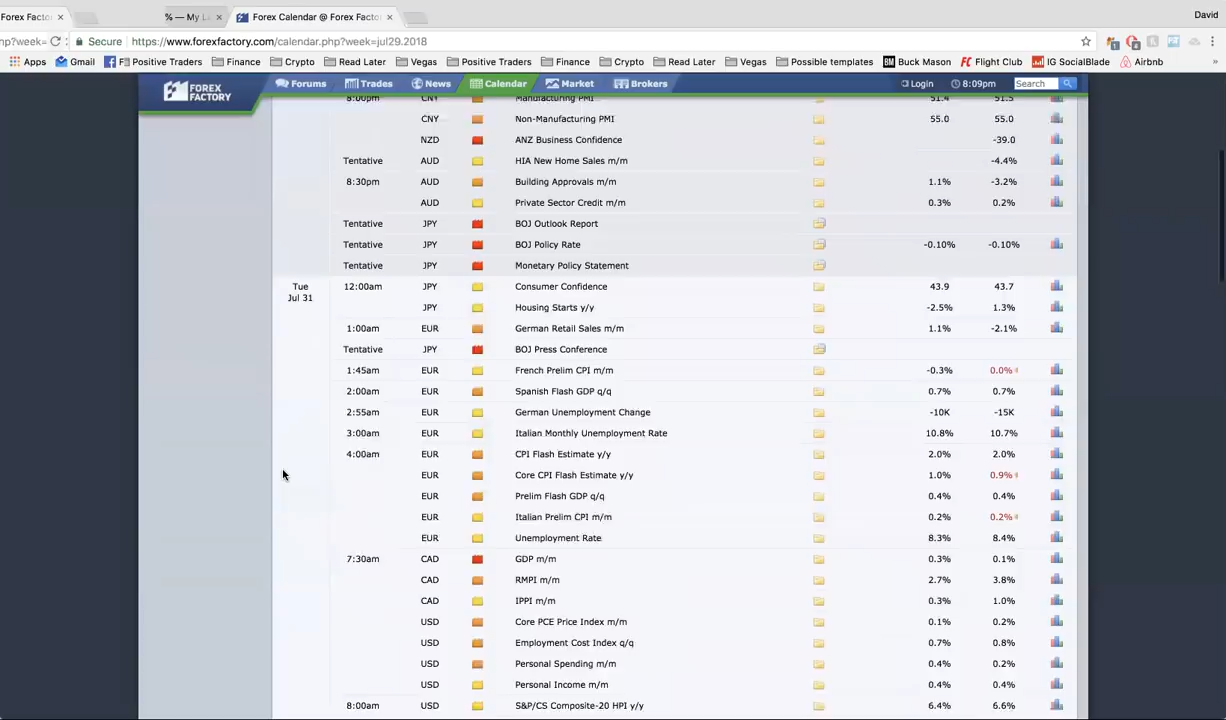 Forex Facto
% — My L
Forex Calendar @ Forex Facto
David
hp?week=
Secure
https://www.forexfactory.com/calendar.php?week=jul29.2018
Apps Gmail Positive Traders Finance Crypto Read Later Vegas Positive Traders Finance Crypto Read Later Vegas Possible templates Buck Mason Flight Club IG SocialBlade Airbnb »
FOREX FACTORY Forums Trades News Calendar Market Brokers Login 8:09pm Search
8:00pm CNY Manufacturing PMI 51.4 51.5
CNY Non-Manufacturing PMI 55.0 55.0
NZD ANZ Business Confidence -39.0
Tentative AUD HIA New Home Sales m/m -4.4%
8:30pm AUD Building Approvals m/m 1.1% -3.2%
AUD Private Sector Credit m/m 0.3% 0.2%
Tentative JPY BOJ Outlook Report
Tentative JPY BOJ Policy Rate -0.10% -0.10%
Tentative JPY Monetary Policy Statement
Tue Jul 31 12:00am JPY Consumer Confidence 43.9 43.7
JPY Housing Starts y/y -2.5% 1.3%
1:00am EUR German Retail Sales m/m 1.1% -2.1%
Tentative JPY BOJ Press Conference
1:45am EUR French Prelim CPI m/m -0.3% 0.0%
2:00am EUR Spanish Flash GDP q/q 0.7% 0.7%
2:55am EUR German Unemployment Change -10K -15K
3:00am EUR Italian Monthly Unemployment Rate 10.8% 10.7%
4:00am EUR CPI Flash Estimate y/y 2.0% 2.0%
EUR Core CPI Flash Estimate y/y 1.0% 0.9%
EUR Prelim Flash GDP q/q 0.4% 0.4%
EUR Italian Prelim CPI m/m 0.2% 0.2%
EUR Unemployment Rate 8.3% 8.4%
7:30am CAD GDP m/m 0.3% 0.1%
CAD RMPI m/m 2.7% 3.8%
CAD IPPI m/m 0.3% 1.0%
USD Core PCE Price Index m/m 0.1% 0.2%
USD Employment Cost Index q/q 0.7% 0.8%
USD Personal Spending m/m 0.4% 0.2%
USD Personal Income m/m 0.4% 0.4%
8:00am USD S&P/CS Composite-20 HPI y/y 6.4% 6.6%